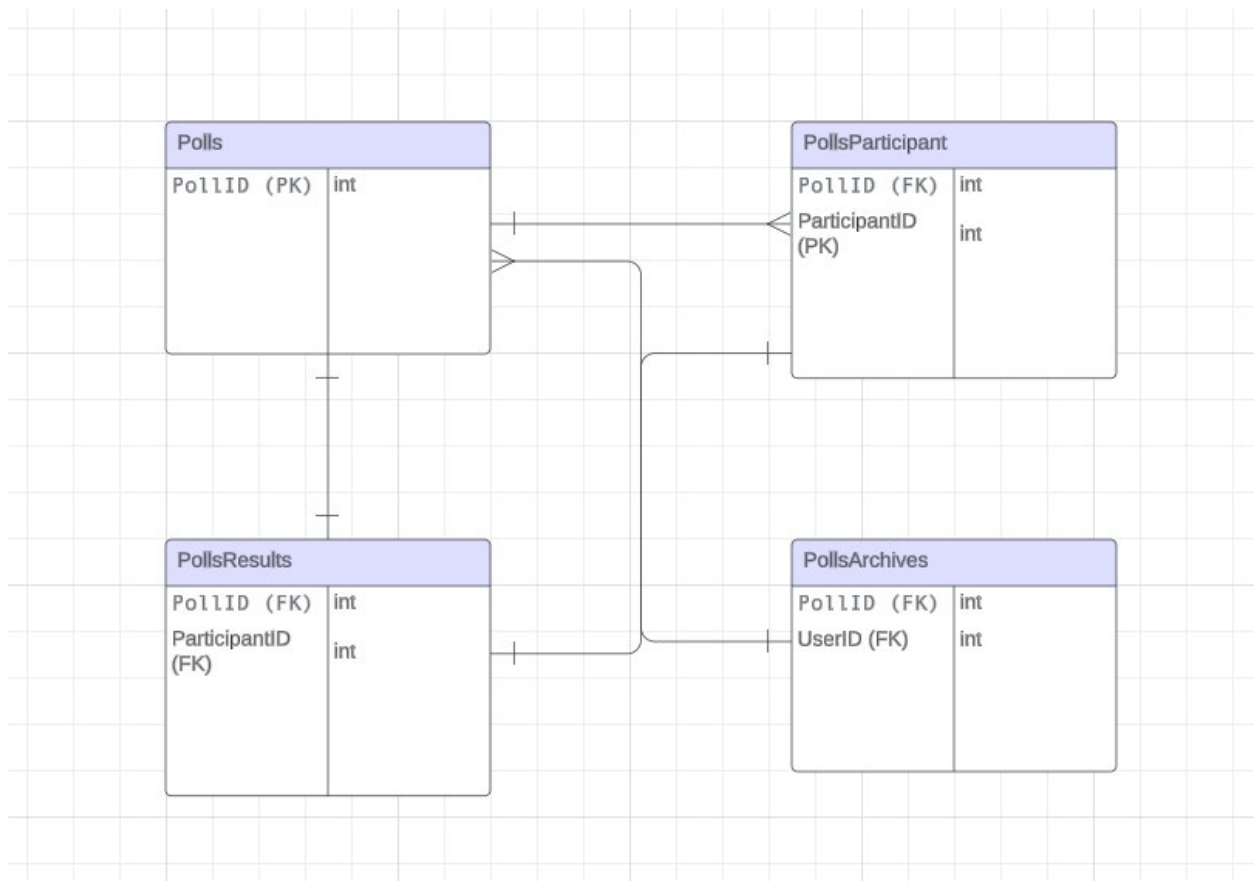 Polls
PollID (PK) int
PollsParticipant
PollID (FK) int
ParticipantID
(PK)
int
PollsResults
PollID (FK) int
ParticipantID
(FK)
int
PollsArchives
PollID (FK) int
UserID (FK) int